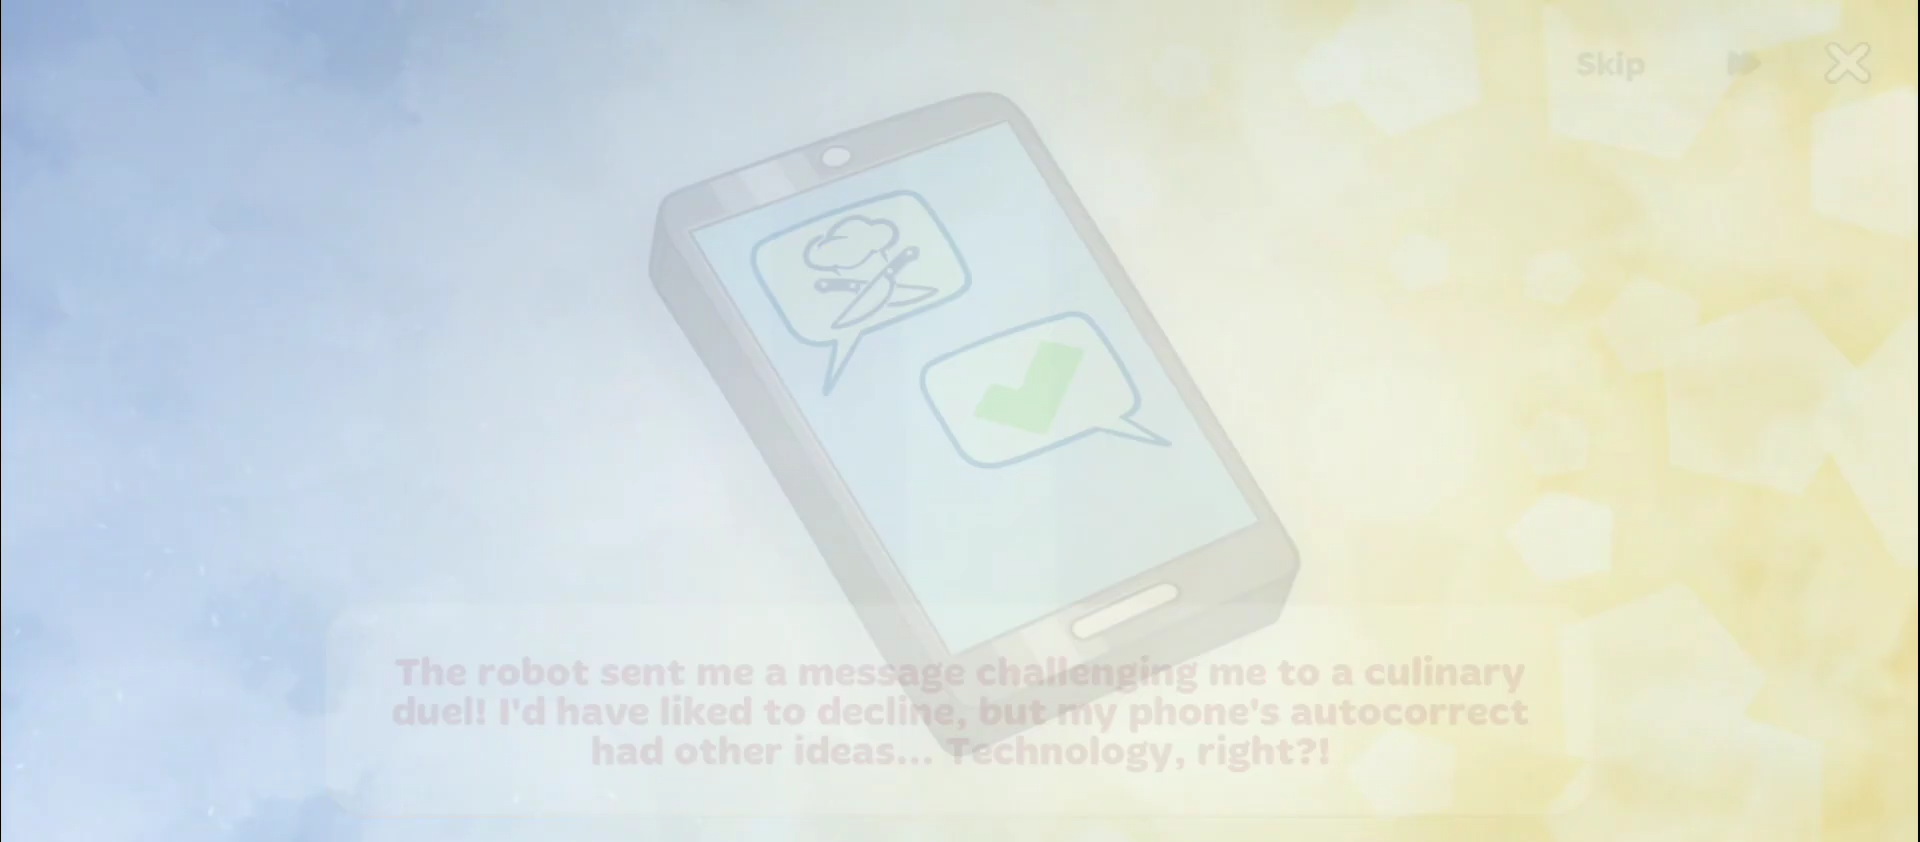 Skip
The robot sent me a message challenging me to a culinary
duel! I'd have liked to decline, but my phone's autocorrect
had other ideas... Technology, right?!